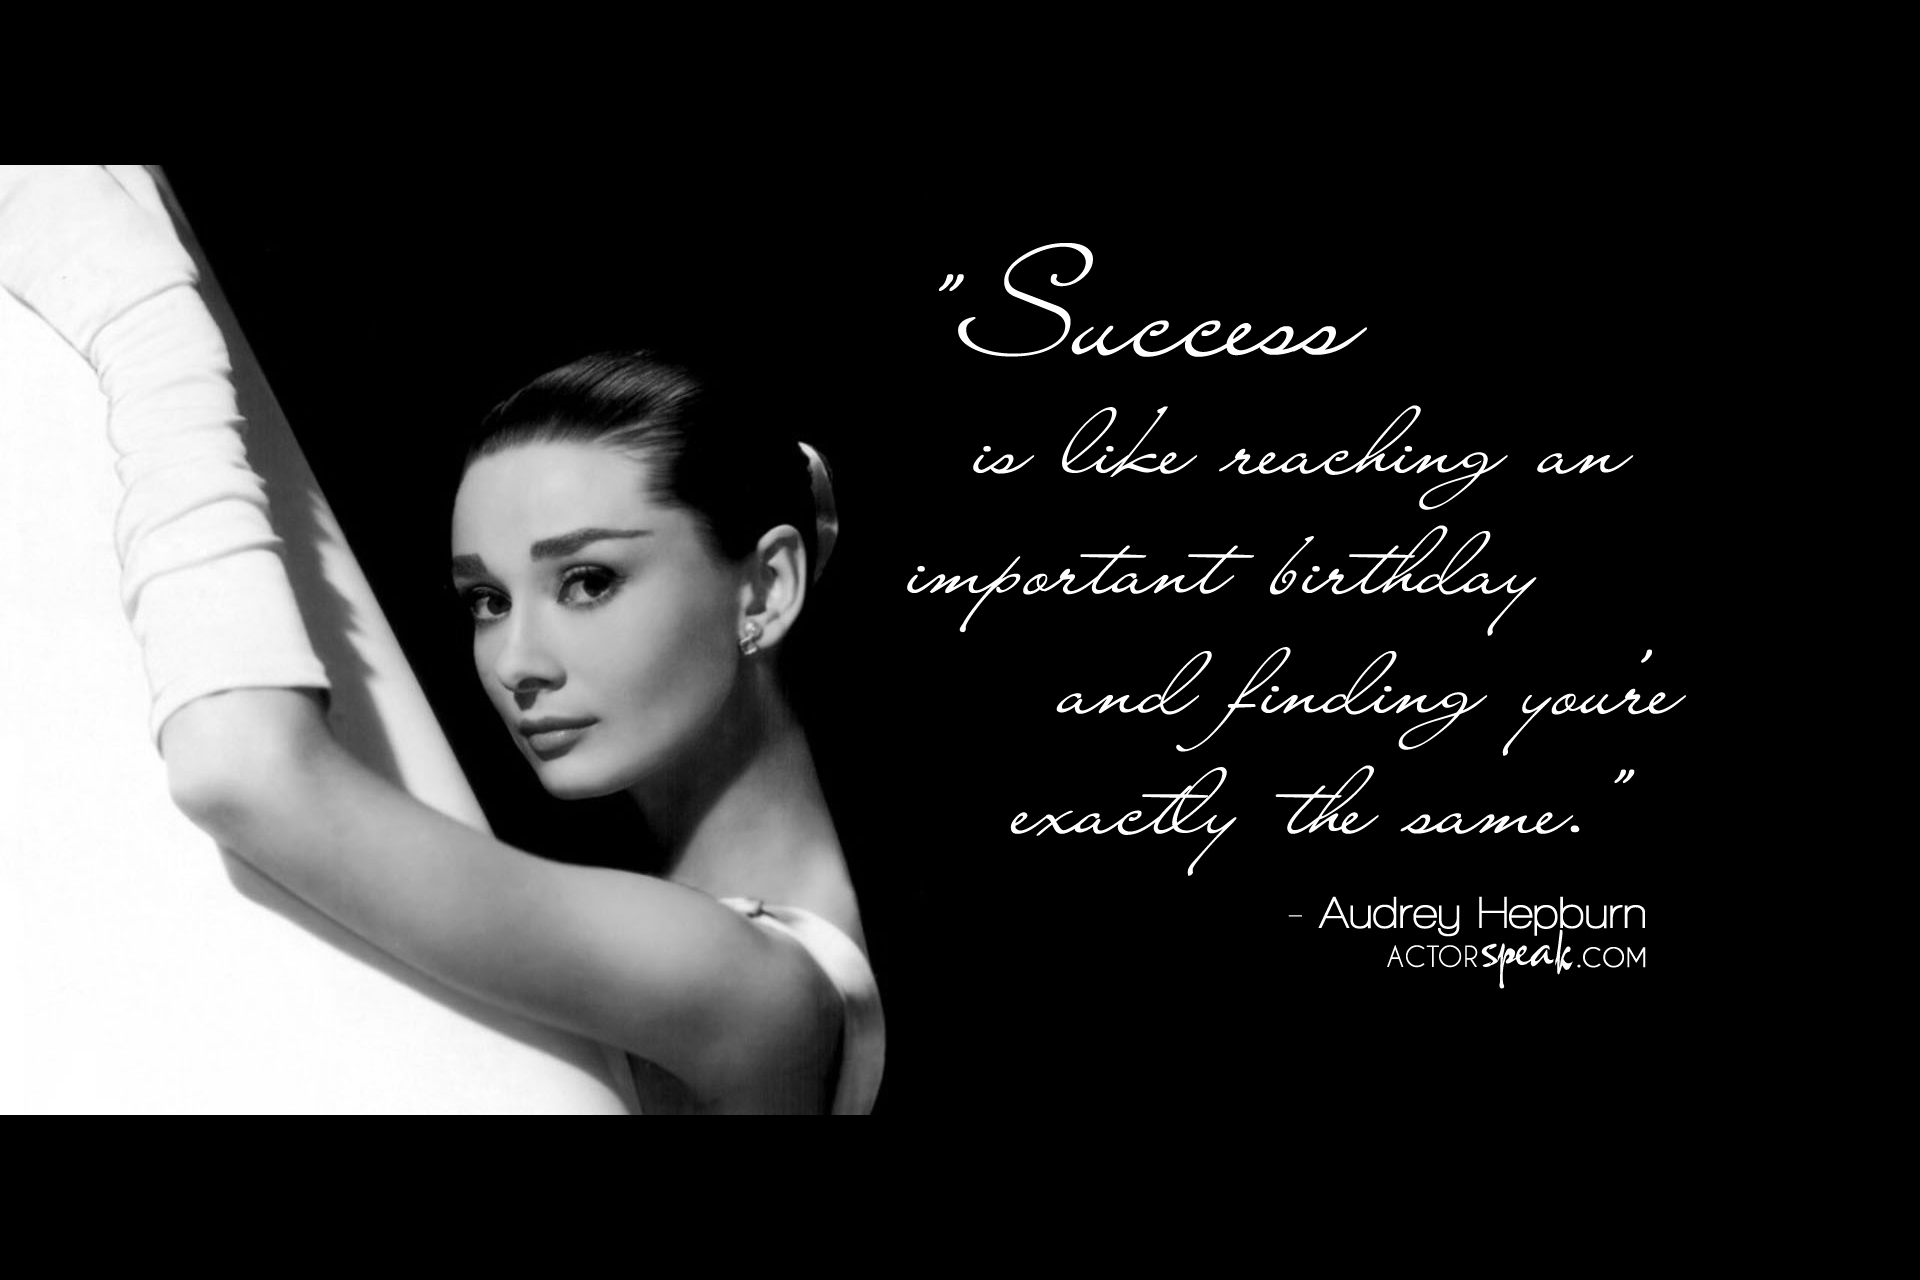 "Success
is like reaching an
important birthday
and finding you're
exactly the same."
- Audrey Hepburn
ACTORspeak.COM